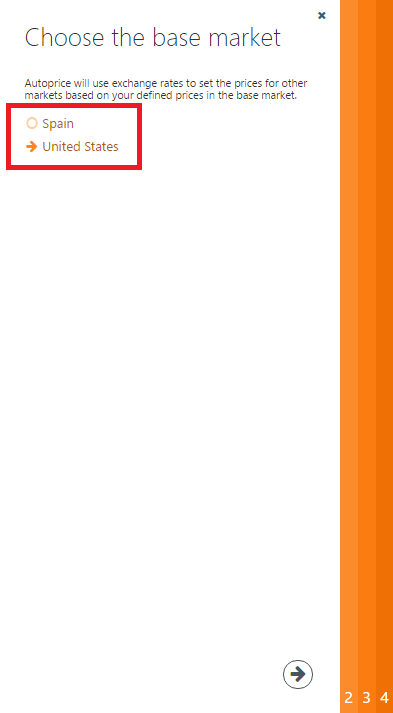 Choose the base market
Autoprice will use exchange rates to set the prices for other
markets based on your defined prices in the base market.
Spain
United States
2 3 4